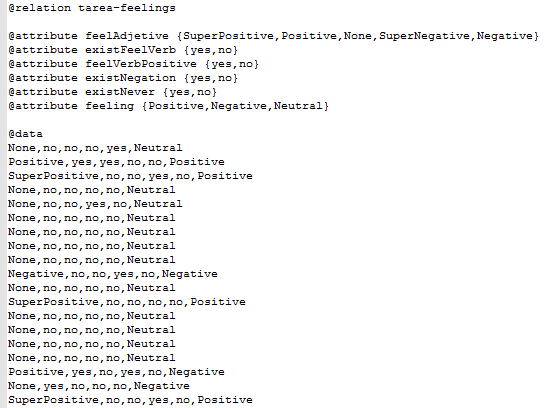 @relation tarea-feelings
@attribute feelAdjetive {SuperPositive,Positive,None,SuperNegative,Negative}
@attribute existFeelVerb {yes,no}
@attribute feelVerbPositive {yes,no}
@attribute existNegation {yes,no}
@attribute existNever {yes,no}
@attribute feeling {Positive,Negative,Neutral}
@data
None,no,no,no,yes,Neutral
Positive,yes,yes,no,no,Positive
SuperPositive,no,no,yes,no,Positive
None,no,no,no,no,Neutral
None,no,no,yes,no,Neutral
None,no,no,no,no,Neutral
None,no,no,no,no,Neutral
None,no,no,no,no,Neutral
None,no,no,no,no,Neutral
Negative,no,no,yes,no,Negative
None,no,no,no,no,Neutral
SuperPositive,no,no,no,no,Positive
None,no,no,no,no,Neutral
None,no,no,no,no,Neutral
None,no,no,no,no,Neutral
None,no,no,no,no,Neutral
Positive,yes,no,yes,no,Negative
None,yes,no,no,no,Negative
SuperPositive,no,no,yes,no,Positive